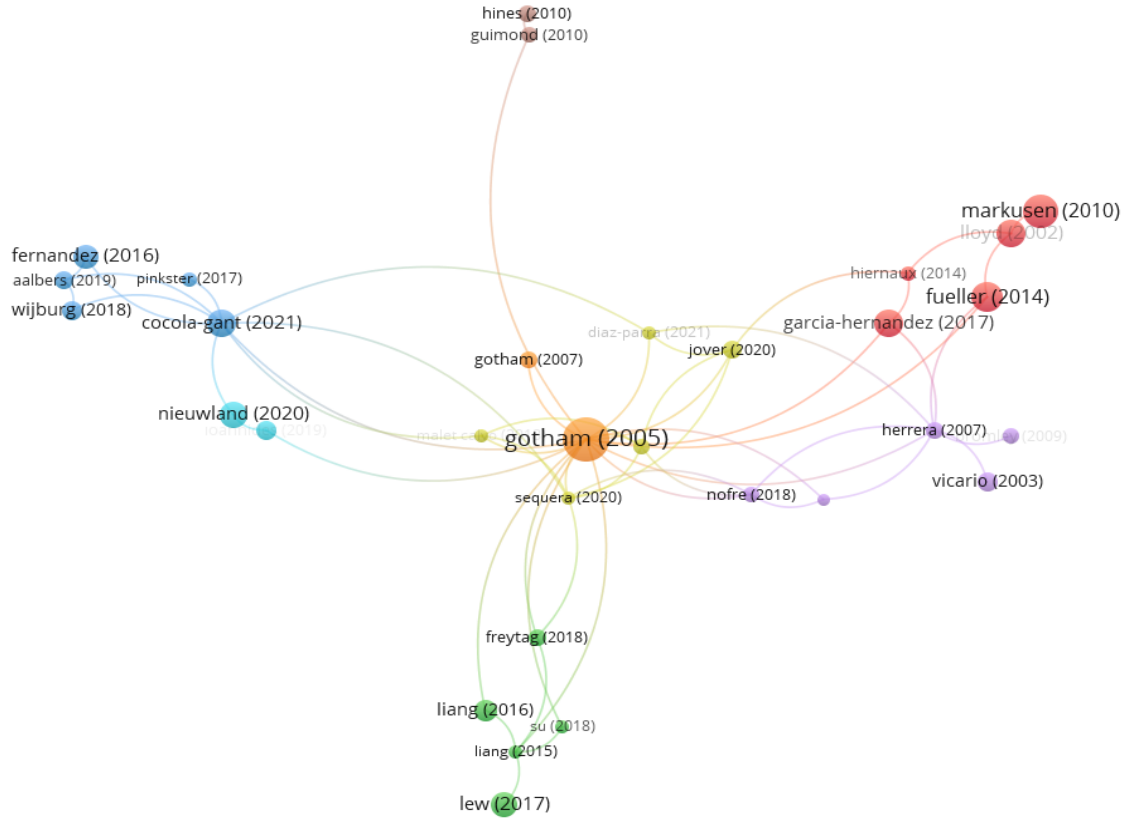 hines (2010)
guimond (2010)
markusen (2010)
lloyd (2002)
fernandez (2016)
aalbers (2019)
pinkster (2017)
hiernaux (2014)
fueller (2014)
wijburg (2018)
cocola-gant (2021)
garcia-hernandez (2017)
diaz-parra (2021)
jover (2020)
gotham (2007)
nieuwland (2020)
gotham (2005)
herrera (2007)
vicario (2003)
nofre (2018)
sequera (2020)
freytag (2018)
liang (2016)
su (2018)
liang (2015)
lew (2017)